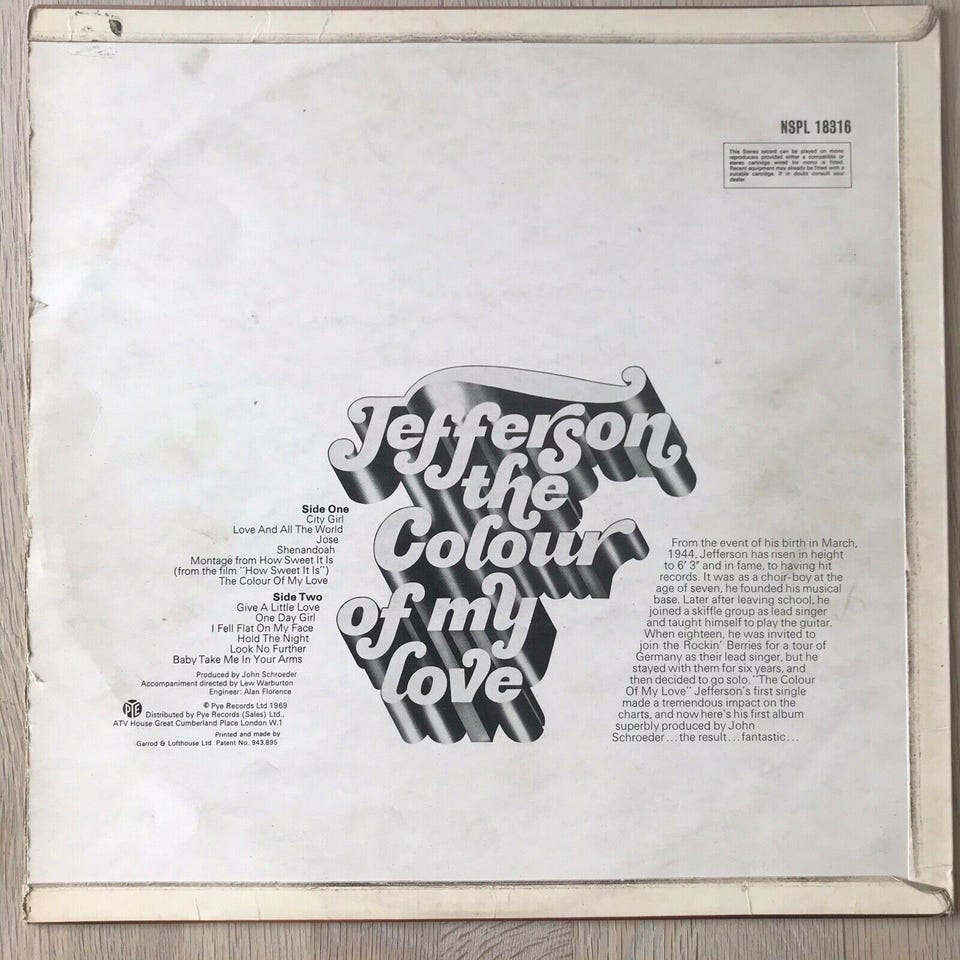 NSPL 18316
This Stereo record can be played on mono
reproducers provided either a compatible or
stereo cartridge wired for mono is fitted.
Recent equipment may already be fitted with a
suitable cartridge. If in doubt consult your
dealer.
Jefferson
the
Colour
of my
love
Side One
City Girl
Love And All The World
Jose
Shenandoah
Montage from How Sweet It Is
(from the film "How Sweet It Is")
The Colour Of My Love
Side Two
Give A Little Love
One Day Girl
I Fell Flat On My Face
Hold The Night
Look No Further
Baby Take Me In Your Arms
Produced by John Schroeder
Accompaniment directed by Lew Warburton
Engineer: Alan Florence
℗ Pye Records Ltd 1969
PYE Distributed by Pye Records (Sales) Ltd.,
ATV House Great Cumberland Place London W.1
Printed and made by
Garrod & Lofthouse Ltd. Patent No. 943,895
From the event of his birth in March,
1944, Jefferson has risen in height
to 6' 3" and in fame, to having hit
records. It was as a choir-boy at the
age of seven, he founded his musical
base. Later after leaving school, he
joined a skiffle group as lead singer
and taught himself to play the guitar.
When eighteen, he was invited to
join the Rockin' Berries for a tour of
Germany as their lead singer, but he
stayed with them for six years, and
then decided to go solo. "The Colour
Of My Love" Jefferson's first single
made a tremendous impact on the
charts, and now here's his first album
superbly produced by John
Schroeder...the result...fantastic...